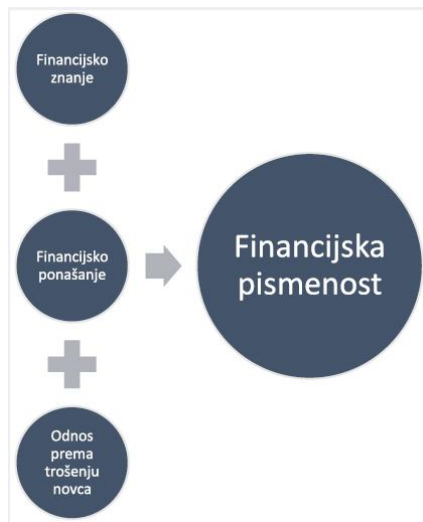 Financijsko
znanje
Financijsko
ponašanje
Financijska
pismenost
Odnos
prema
trošenju
novca